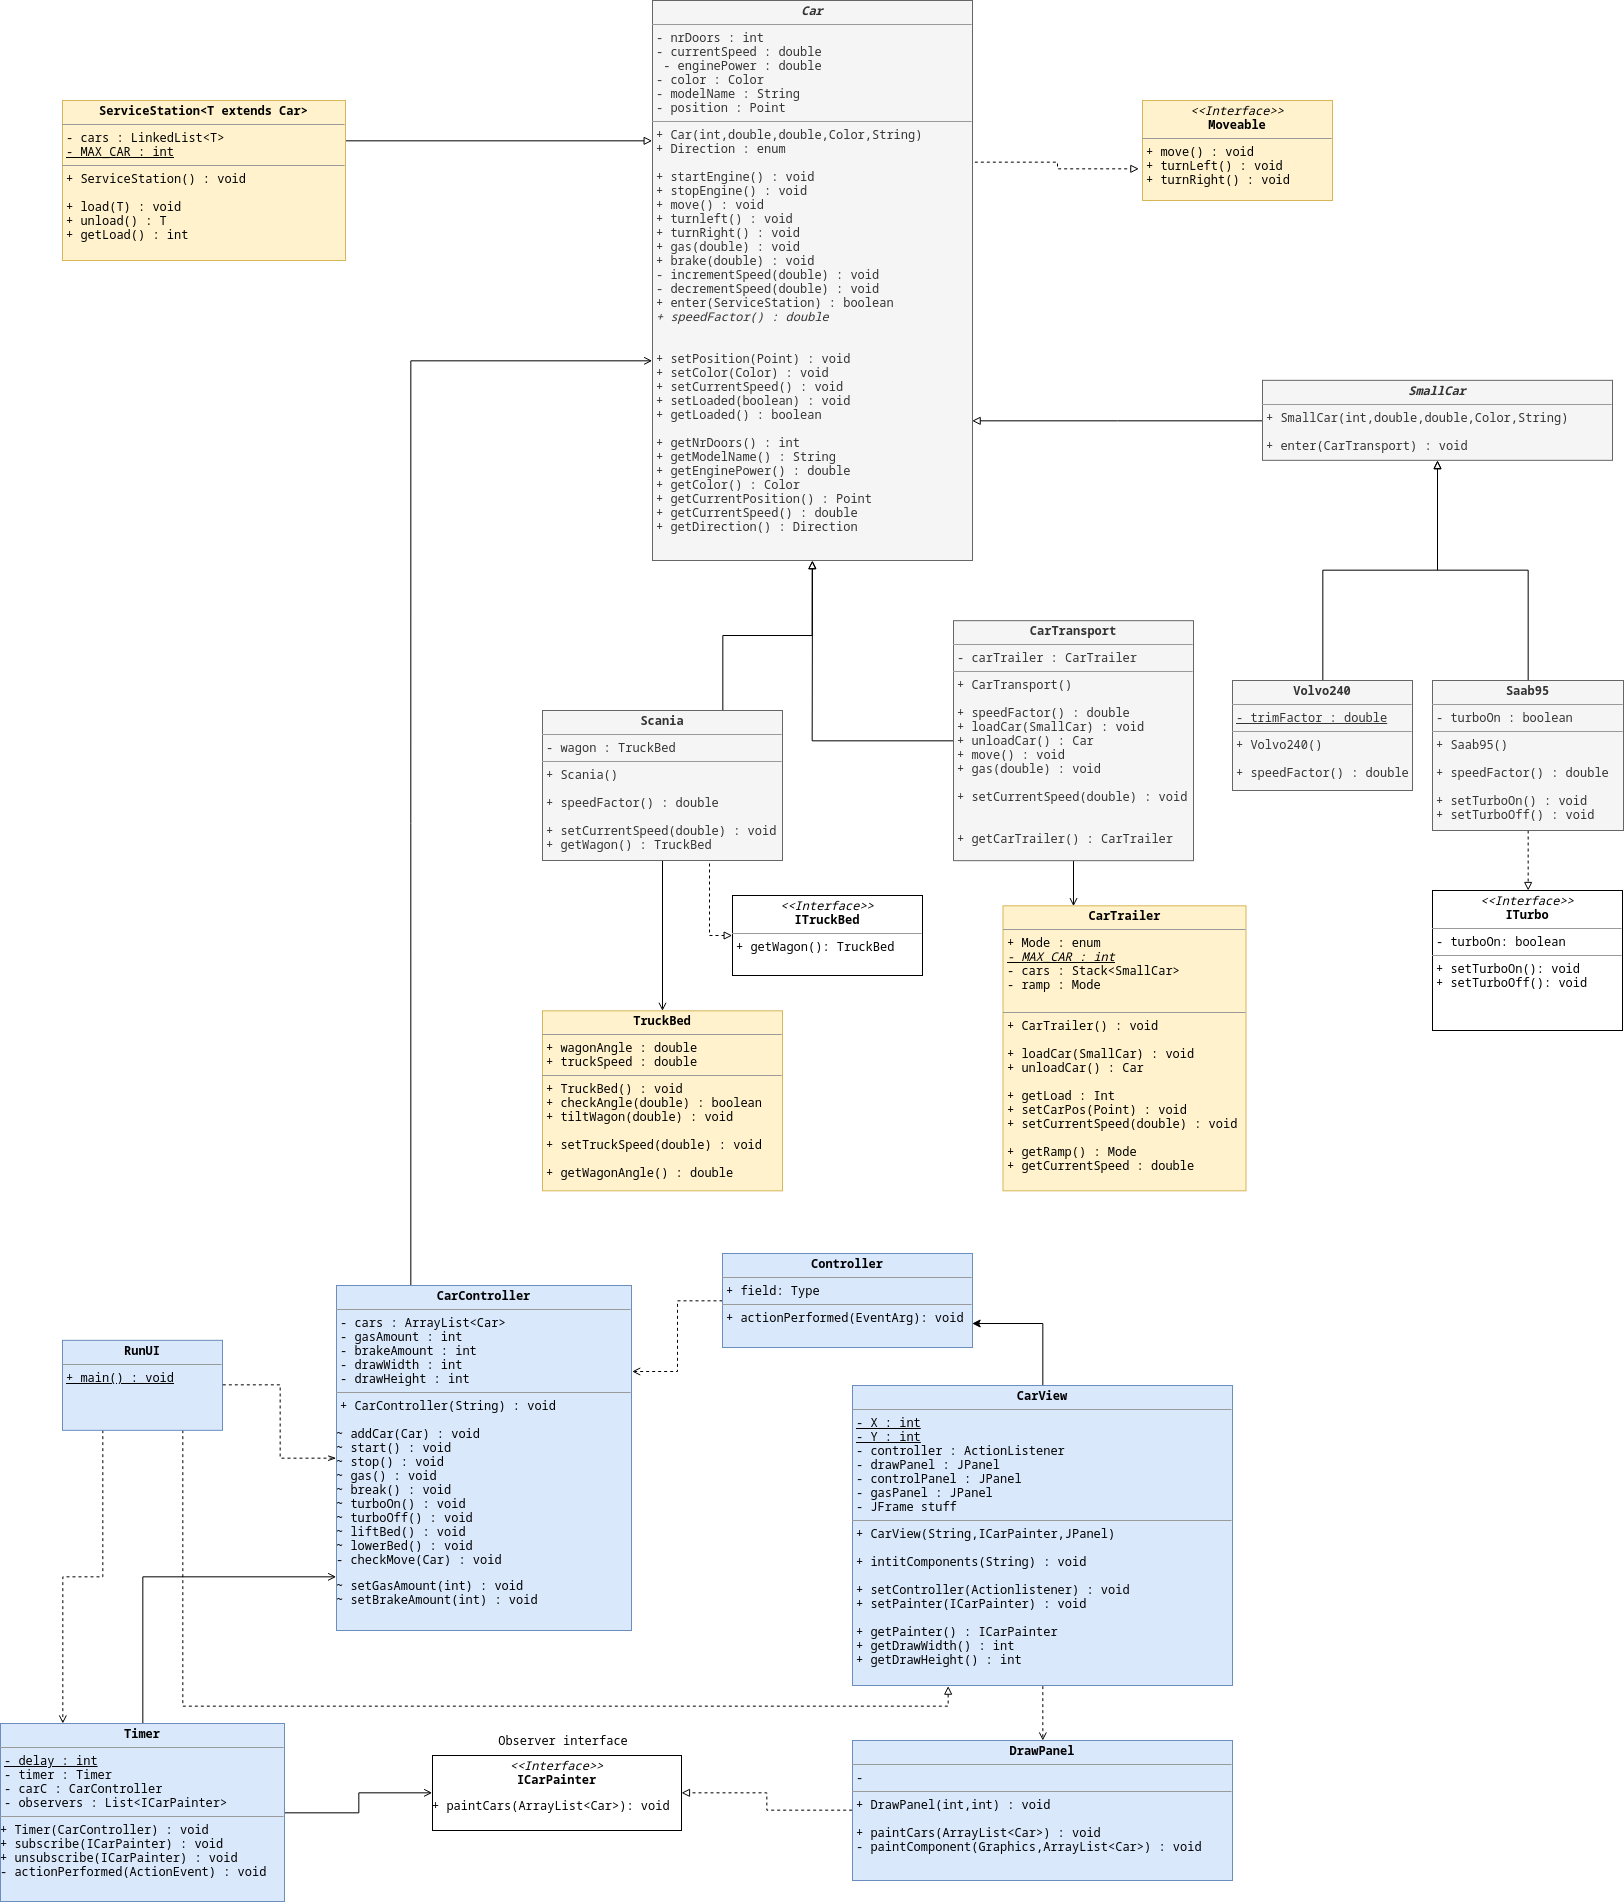 Car
- nrDoors : int
- currentSpeed : double
- enginePower : double
- color : Color
- modelName : String
- position : Point
+ Car(int,double,double,Color,String)
+ Direction : enum
+ startEngine() : void
+ stopEngine() : void
+ move() : void
+ turnleft() : void
+ turnRight() : void
+ gas(double) : void
+ brake(double) : void
- incrementSpeed(double) : void
- decrementSpeed(double) : void
+ enter(ServiceStation) : boolean
+ speedFactor() : double
+ setPosition(Point) : void
+ setColor(Color) : void
+ setCurrentSpeed() : void
+ setLoaded(boolean) : void
+ getLoaded() : boolean
+ getNrDoors() : int
+ getModelName() : String
+ getEnginePower() : double
+ getColor() : Color
+ getCurrentPosition() : Point
+ getCurrentSpeed() : double
+ getDirection() : Direction
ServiceStation<T extends Car>
- cars : LinkedList<T>
- MAX_CAR : int
+ ServiceStation() : void
+ load(T) : void
+ unload() : T
+ getLoad() : int
<<Interface>>
Moveable
+ move() : void
+ turnLeft() : void
+ turnRight() : void
SmallCar
+ SmallCar(int,double,double,Color,String)
+ enter(CarTransport) : void
Scania
- wagon : TruckBed
+ Scania()
+ speedFactor() : double
+ setCurrentSpeed(double) : void
+ getWagon() : TruckBed
CarTransport
- carTrailer : CarTrailer
+ CarTransport()
+ speedFactor() : double
+ loadCar(SmallCar) : void
+ unloadCar() : Car
+ move() : void
+ gas(double) : void
+ setCurrentSpeed(double) : void
+ getCarTrailer() : CarTrailer
Volvo240
- trimFactor : double
+ Volvo240()
+ speedFactor() : double
Saab95
- turboOn : boolean
+ Saab95()
+ speedFactor() : double
+ setTurboOn() : void
+ setTurboOff() : void
<<Interface>>
ITruckBed
+ getWagon(): TruckBed
<<Interface>>
ITurbo
- turboOn: boolean
+ setTurboOn(): void
+ setTurboOff(): void
TruckBed
+ wagonAngle : double
+ truckSpeed : double
+ TruckBed() : void
+ checkAngle(double) : boolean
+ tiltWagon(double) : void
+ setTruckSpeed(double) : void
+ getWagonAngle() : double
CarTrailer
+ Mode : enum
- MAX_CAR : int
- cars : Stack<SmallCar>
- ramp : Mode
+ CarTrailer() : void
+ loadCar(SmallCar) : void
+ unloadCar() : Car
+ getLoad : Int
+ setCarPos(Point) : void
+ setCurrentSpeed(double) : void
+ getRamp() : Mode
+ getCurrentSpeed : double
Controller
+ field: Type
+ actionPerformed(EventArg): void
CarController
- cars : ArrayList<Car>
- gasAmount : int
- brakeAmount : int
- drawWidth : int
- drawHeight : int
+ CarController(String) : void
~ addCar(Car) : void
~ start() : void
~ stop() : void
~ gas() : void
~ break() : void
~ turboOn() : void
~ turboOff() : void
~ liftBed() : void
~ lowerBed() : void
- checkMove(Car) : void
~ setGasAmount(int) : void
~ setBrakeAmount(int) : void
RunUI
+ main() : void
CarView
- X : int
- Y : int
- controller : ActionListener
- drawPanel : JPanel
- controlPanel : JPanel
- gasPanel : JPanel
- JFrame stuff
+ CarView(String,ICarPainter,JPanel)
+ intitComponents(String) : void
+ setController(Actionlistener) : void
+ setPainter(ICarPainter) : void
+ getPainter() : ICarPainter
+ getDrawWidth() : int
+ getDrawHeight() : int
Timer
- delay : int
- timer : Timer
- carC : CarController
- observers : List<ICarPainter>
+ Timer(CarController) : void
+ subscribe(ICarPainter) : void
+ unsubscribe(ICarPainter) : void
- actionPerformed(ActionEvent) : void
Observer interface
<<Interface>>
ICarPainter
+ paintCars(ArrayList<Car>): void
DrawPanel
-
+ DrawPanel(int,int) : void
+ paintCars(ArrayList<Car>) : void
- paintComponent(Graphics,ArrayList<Car>) : void